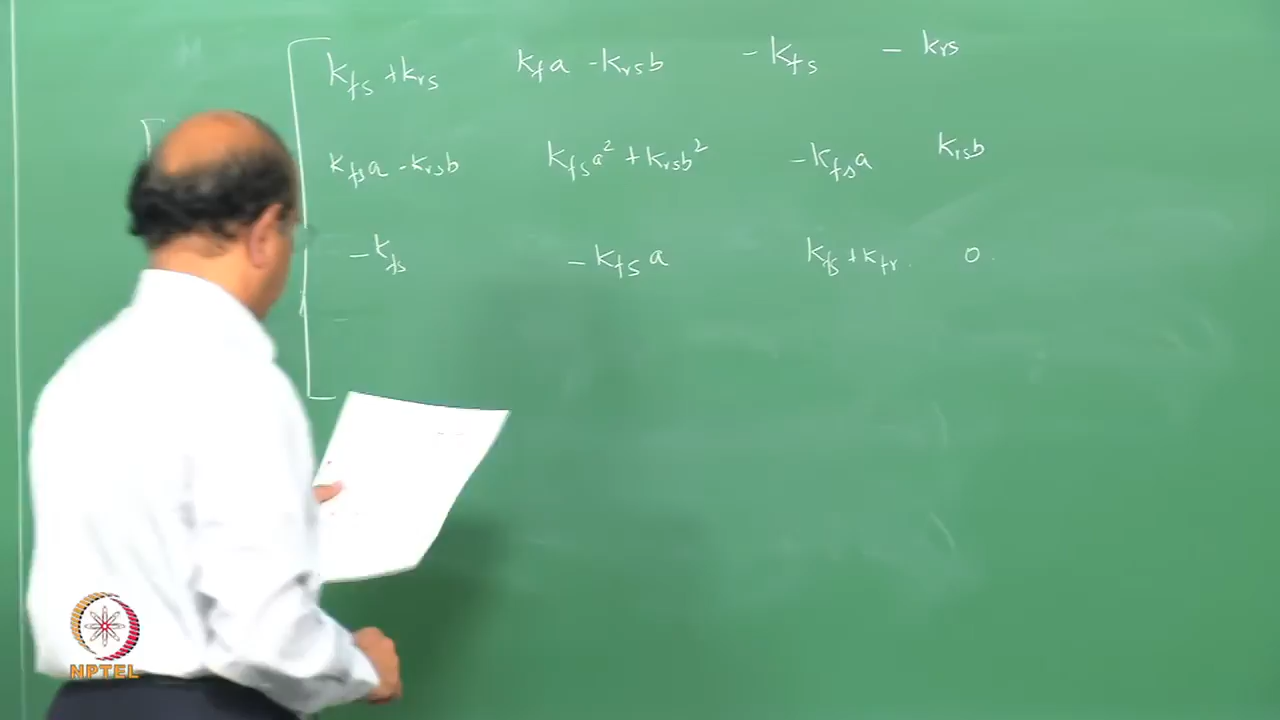 k_fs + k_rs   k_f a - k_rs b   - k_fs   - k_rs
k_fs a - k_rs b   k_fs a² + k_rs b²   - k_fs a   k_rs b
- k_fs   - k_fs a   k_fs + k_fr   0
NPTEL